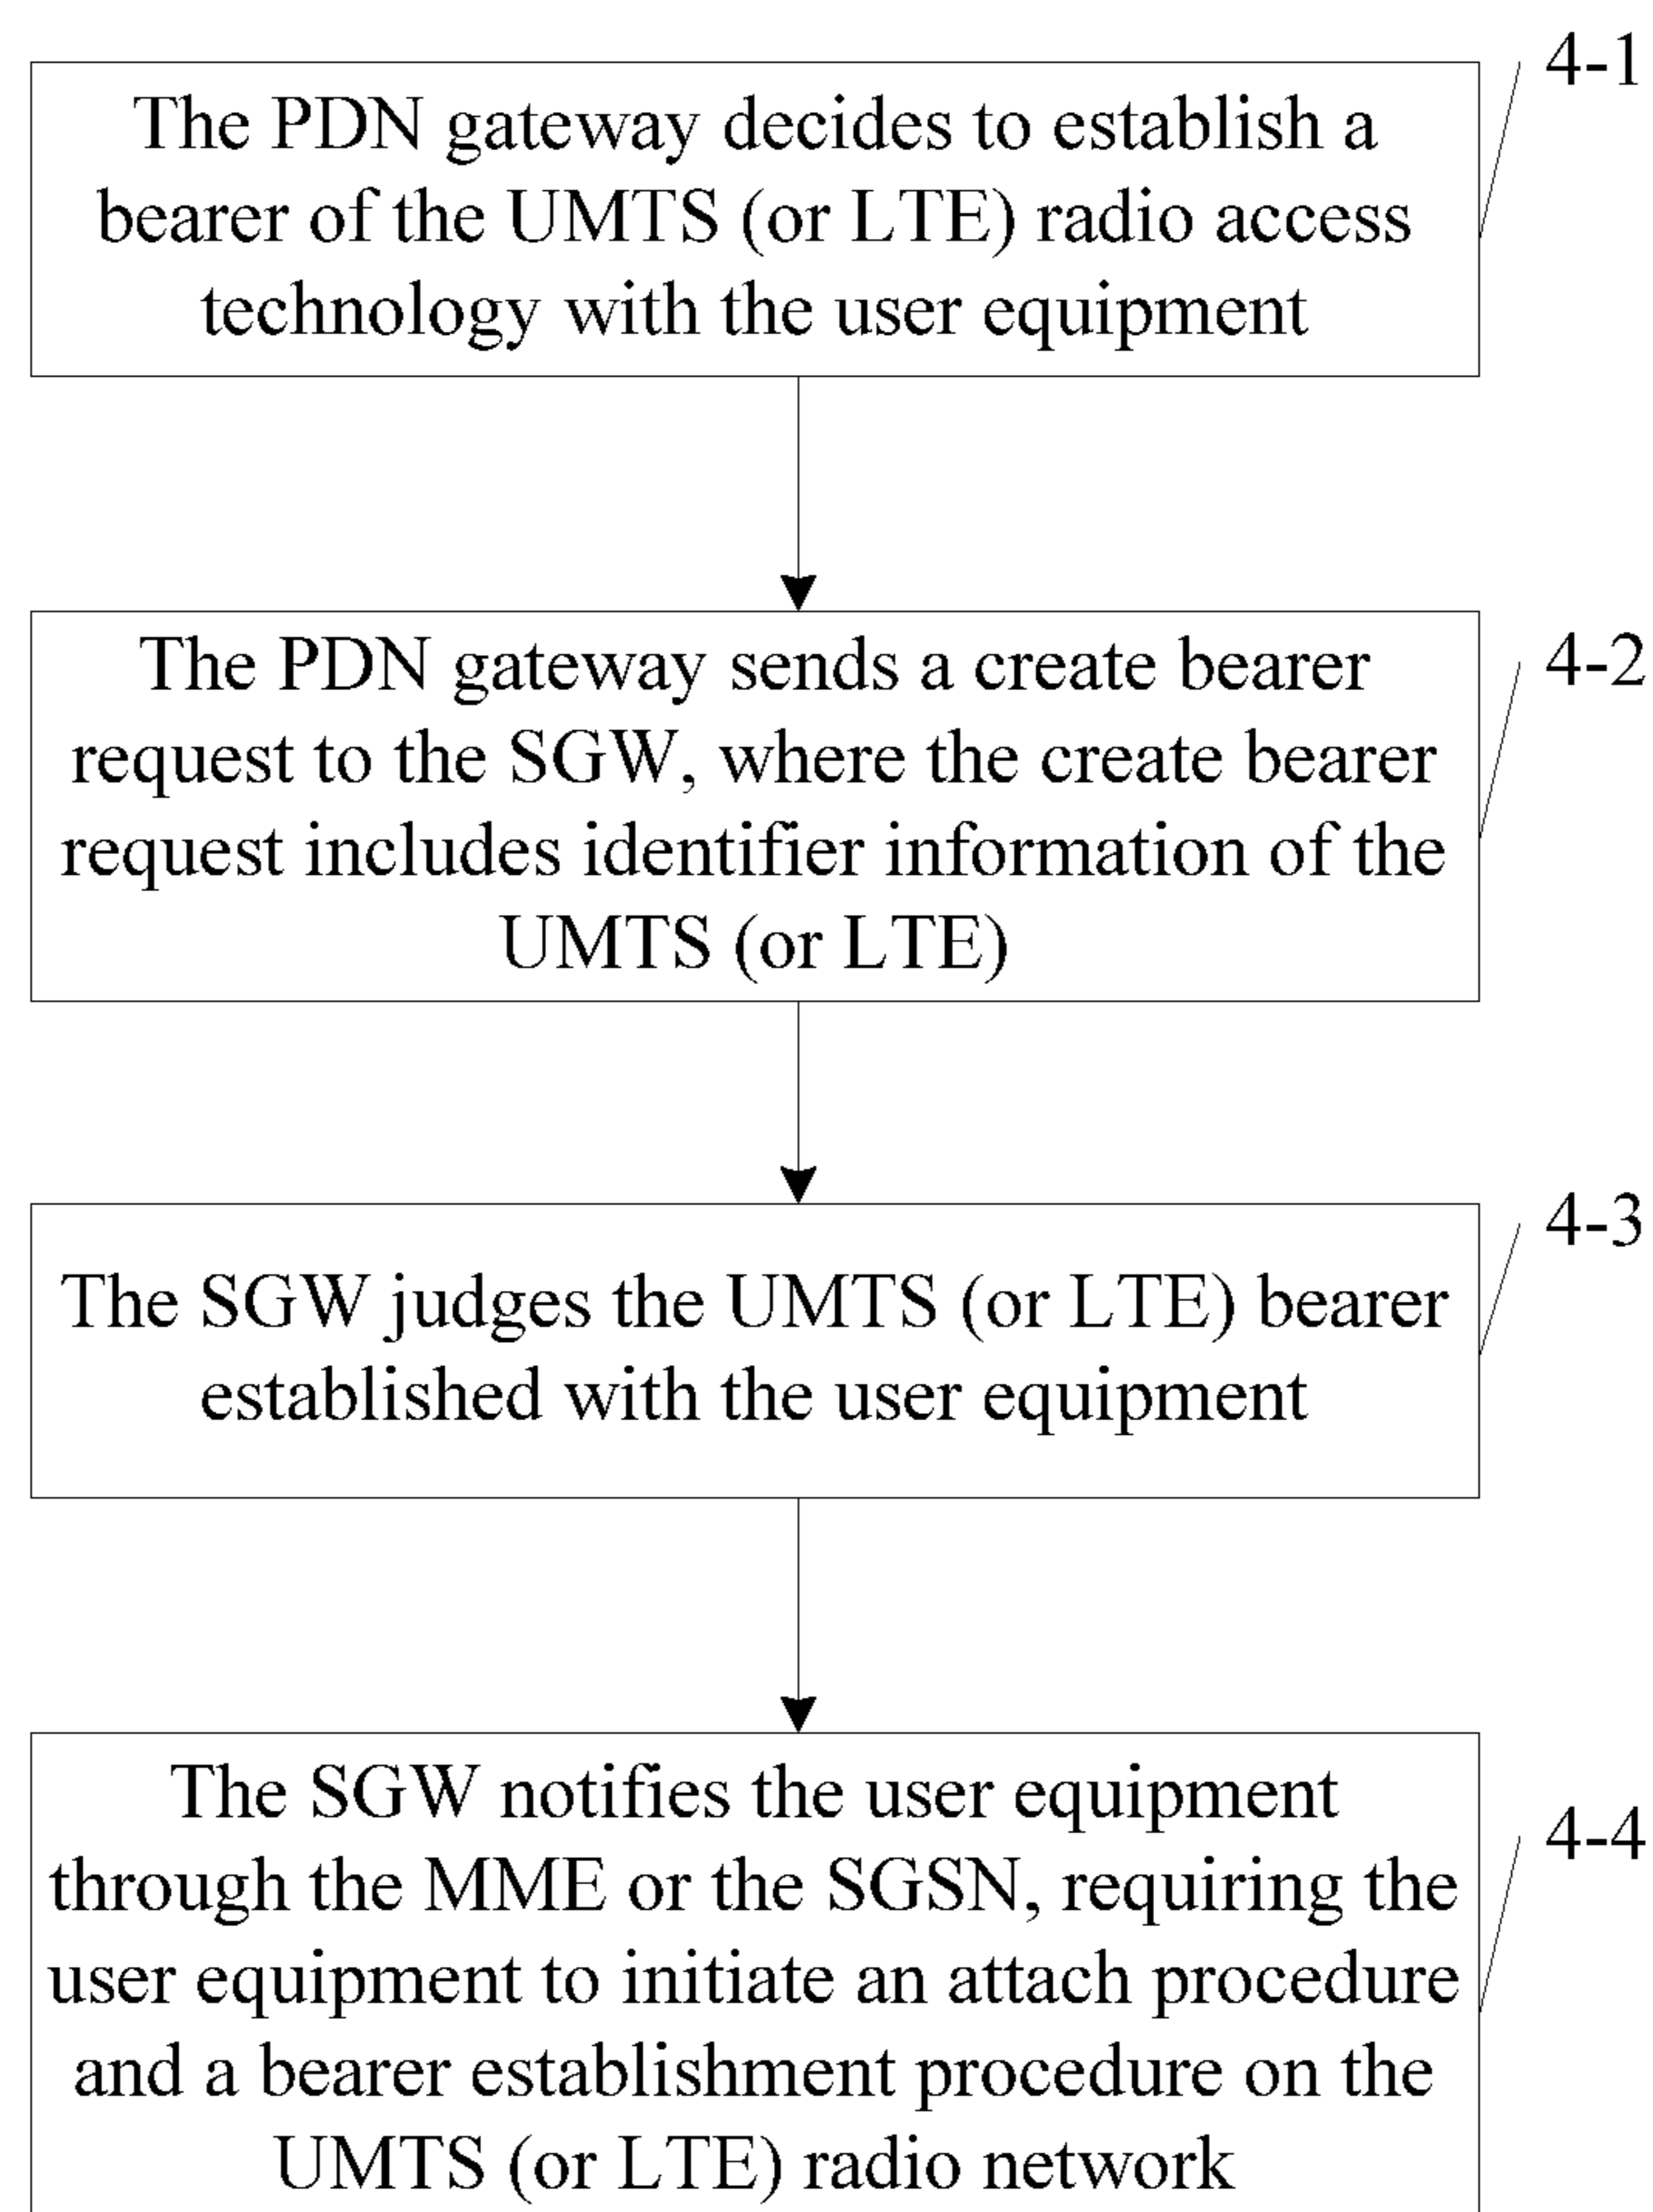 4-1
The PDN gateway decides to establish a
bearer of the UMTS (or LTE) radio access
technology with the user equipment
4-2
The PDN gateway sends a create bearer
request to the SGW, where the create bearer
request includes identifier information of the
UMTS (or LTE)
4-3
The SGW judges the UMTS (or LTE) bearer
established with the user equipment
4-4
The SGW notifies the user equipment
through the MME or the SGSN, requiring the
user equipment to initiate an attach procedure
and a bearer establishment procedure on the
UMTS (or LTE) radio network